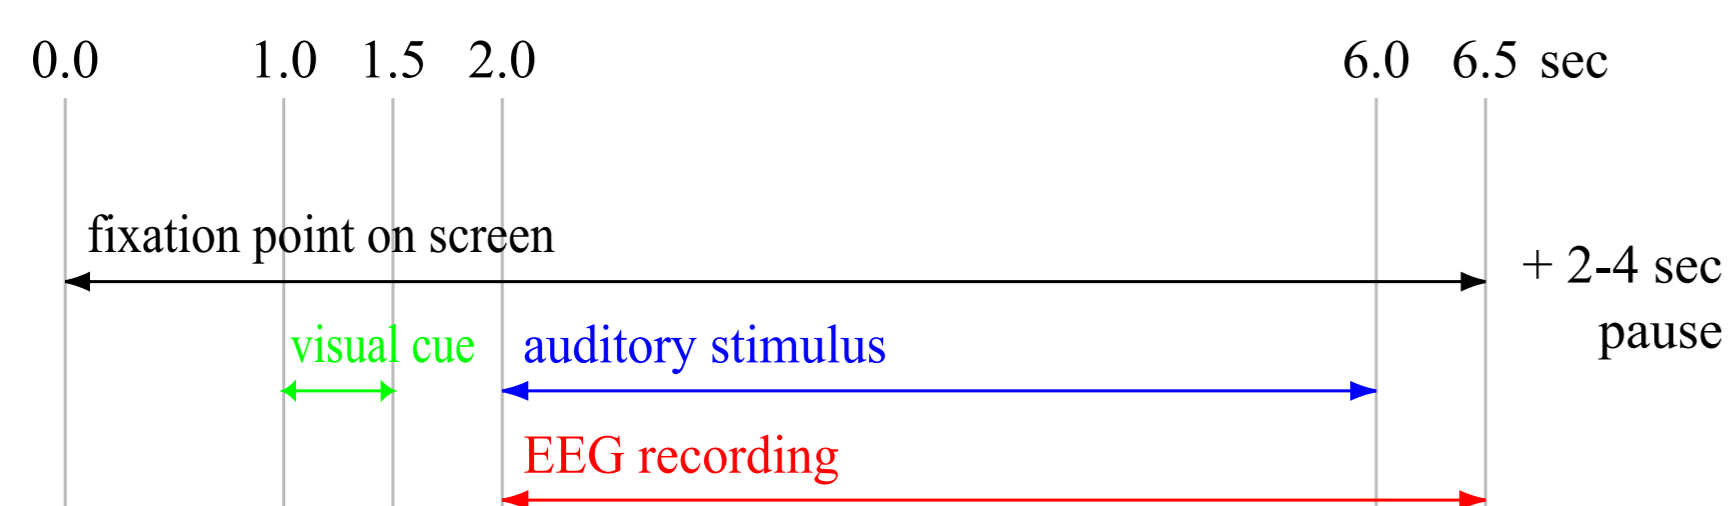 0.0 1.0 1.5 2.0 6.0 6.5 sec
fixation point on screen
+ 2-4 sec
pause
visual cue auditory stimulus
EEG recording